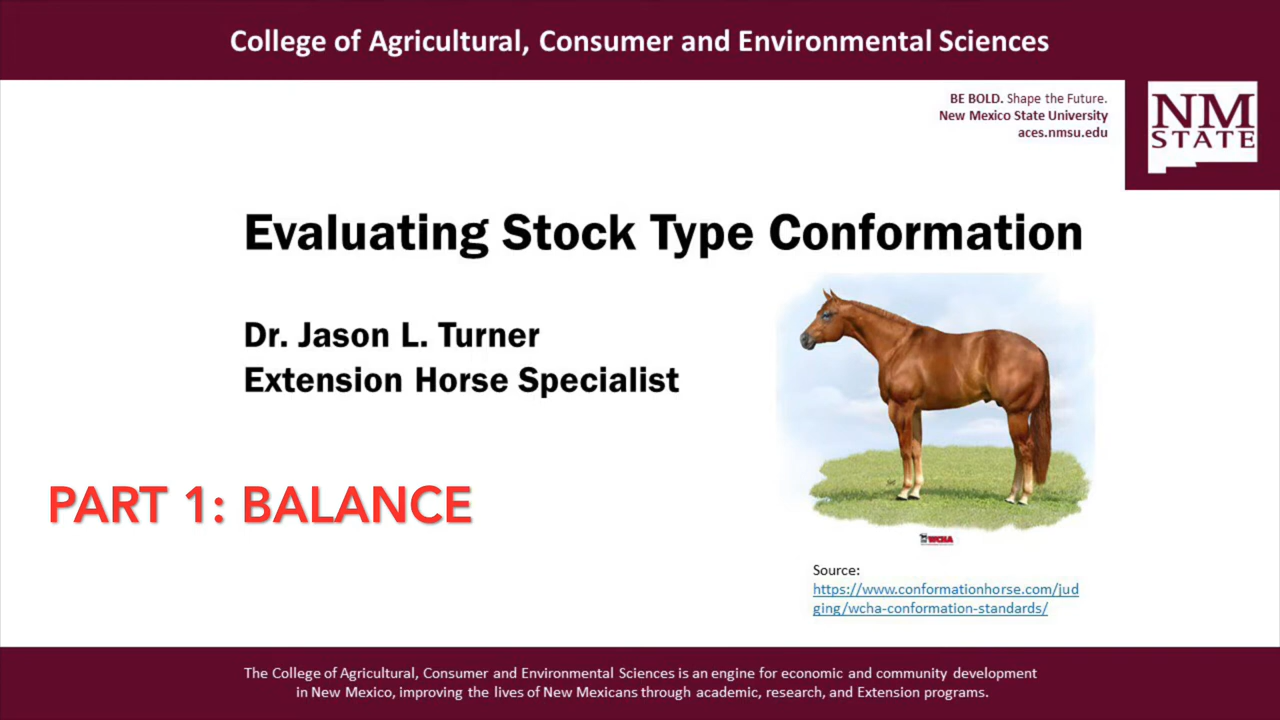 College of Agricultural, Consumer and Environmental Sciences
BE BOLD. Shape the Future.
New Mexico State University
aces.nmsu.edu
NM
STATE
Evaluating Stock Type Conformation
Dr. Jason L. Turner
Extension Horse Specialist
PART 1: BALANCE
WCHA
Source:
https://www.conformationhorse.com/jud
ging/wcha-conformation-standards/
The College of Agricultural, Consumer and Environmental Sciences is an engine for economic and community development
in New Mexico, improving the lives of New Mexicans through academic, research, and Extension programs.